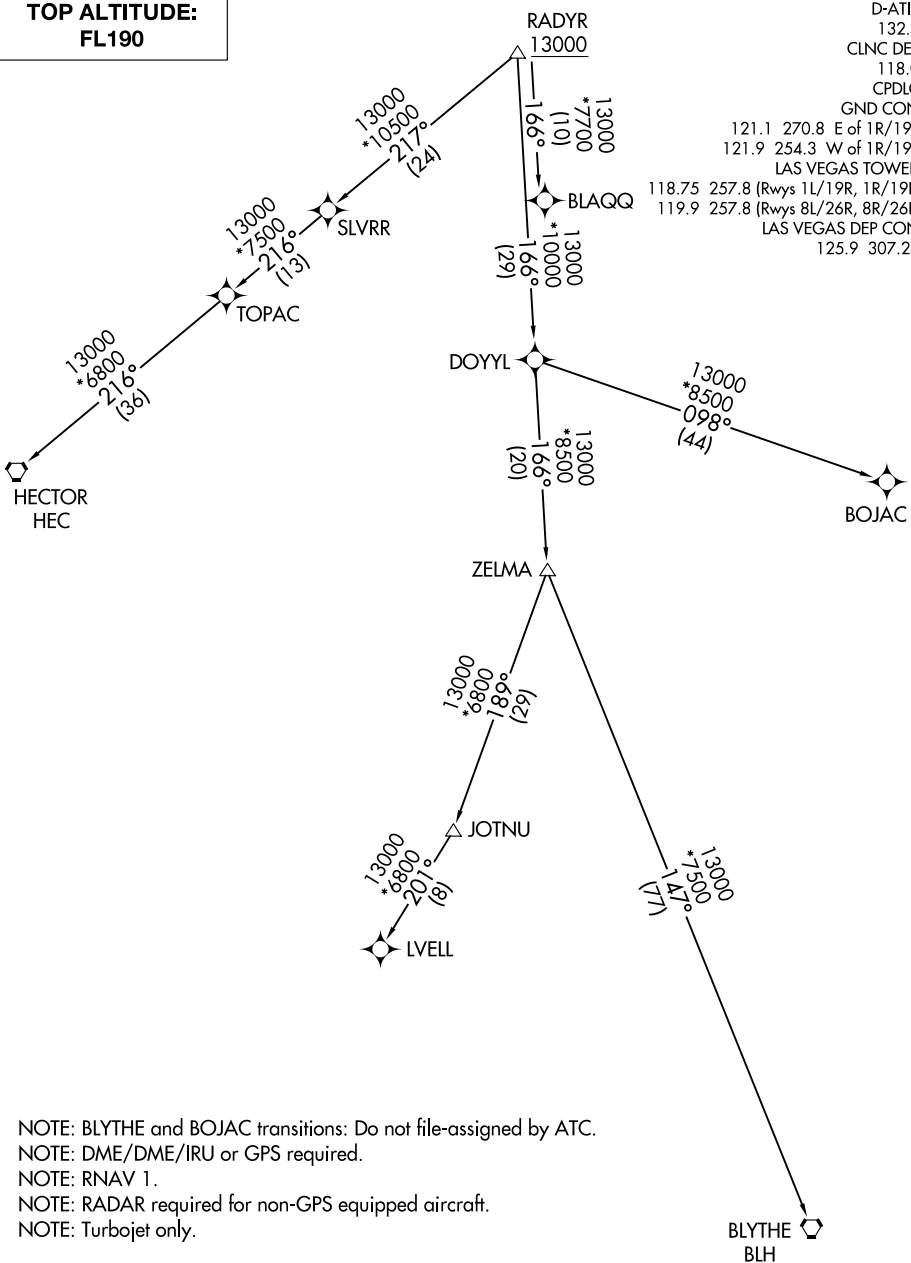 TOP ALTITUDE:
FL190
D-ATI
132.
CLNC DE
118.
CPDL
GND CON
121.1 270.8 E of 1R/19
121.9 254.3 W of 1R/19
LAS VEGAS TOWE
118.75 257.8 (Rwys 1L/19R, 1R/19
119.9 257.8 (Rwys 8L/26R, 8R/26
LAS VEGAS DEP CON
125.9 307.2
RADYR
13000
13000
*10500
217°
(24)
SLVRR
13000
*7500
216°
(13)
TOPAC
13000
*6800
216°
(36)
HECTOR
HEC
13000
*7700
166°
(10)
BLAQQ
13000
*10000
166°
(29)
DOYYL
13000
*8500
098°
(44)
BOJAC
13000
*8500
166°
(20)
ZELMA
13000
*6800
189°
(29)
JOTNU
13000
*6800
201°
(8)
LVELL
13000
*7500
147°
(77)
BLYTHE
BLH
NOTE: BLYTHE and BOJAC transitions: Do not file-assigned by ATC.
NOTE: DME/DME/IRU or GPS required.
NOTE: RNAV 1.
NOTE: RADAR required for non-GPS equipped aircraft.
NOTE: Turbojet only.